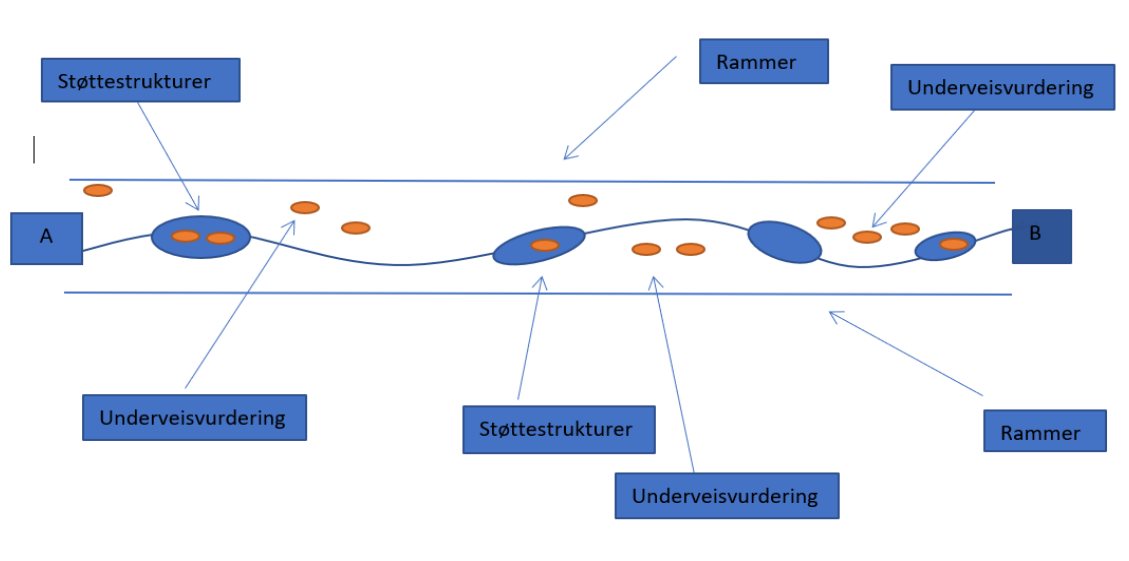 Støttestrukturer
Rammer
Underveisvurdering
A
B
Underveisvurdering
Støttestrukturer
Rammer
Underveisvurdering